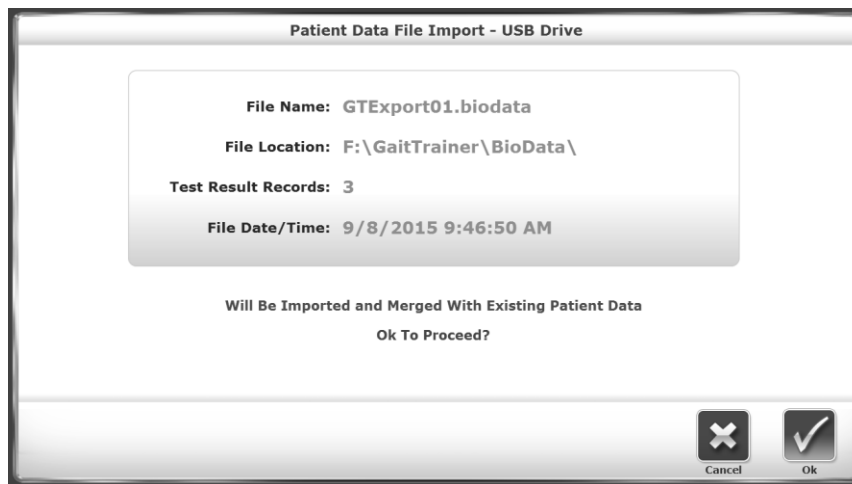 Patient Data File Import - USB Drive
File Name: GTExport01.biodata
File Location: F:\GaitTrainer\BioData\
Test Result Records: 3
File Date/Time: 9/8/2015 9:46:50 AM
Will Be Imported and Merged With Existing Patient Data
Ok To Proceed?
Cancel Ok